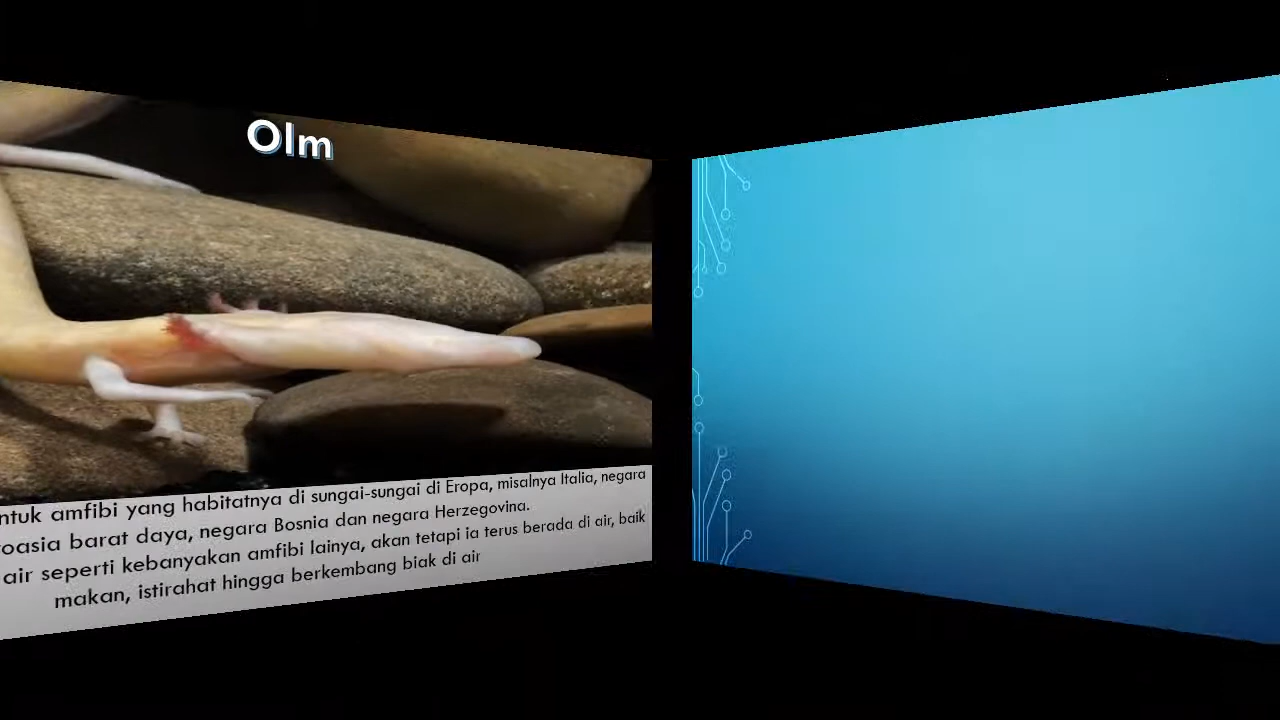 Olm
amfibi yang habitatnya di sungai-sungai di Eropa, misalnya Italia, negara
barat daya, negara Bosnia dan negara Herzegovina.
air seperti kebanyakan amfibi lainya, akan tetapi ia terus berada di air, baik
makan, istirahat hingga berkembang biak di air